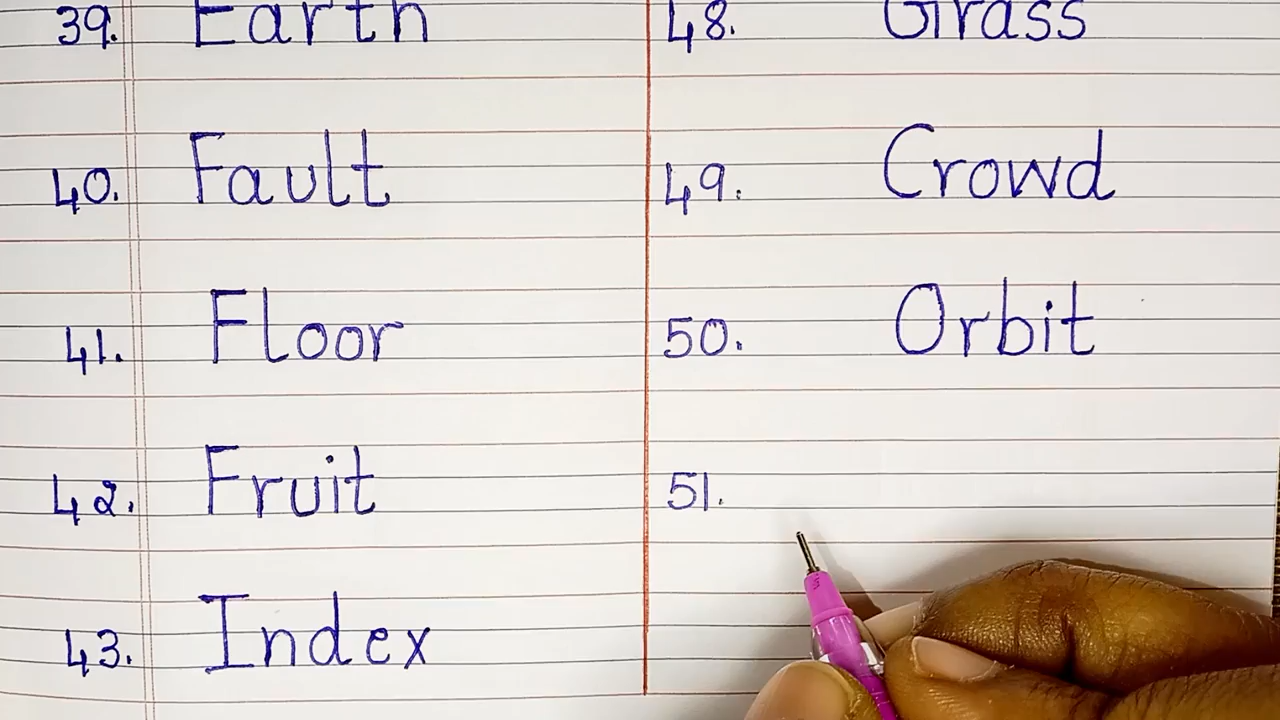 39. Earth
40. Fault
41. Floor
42. Fruit
43. Index
48. Grass
49. Crowd
50. Orbit
51.